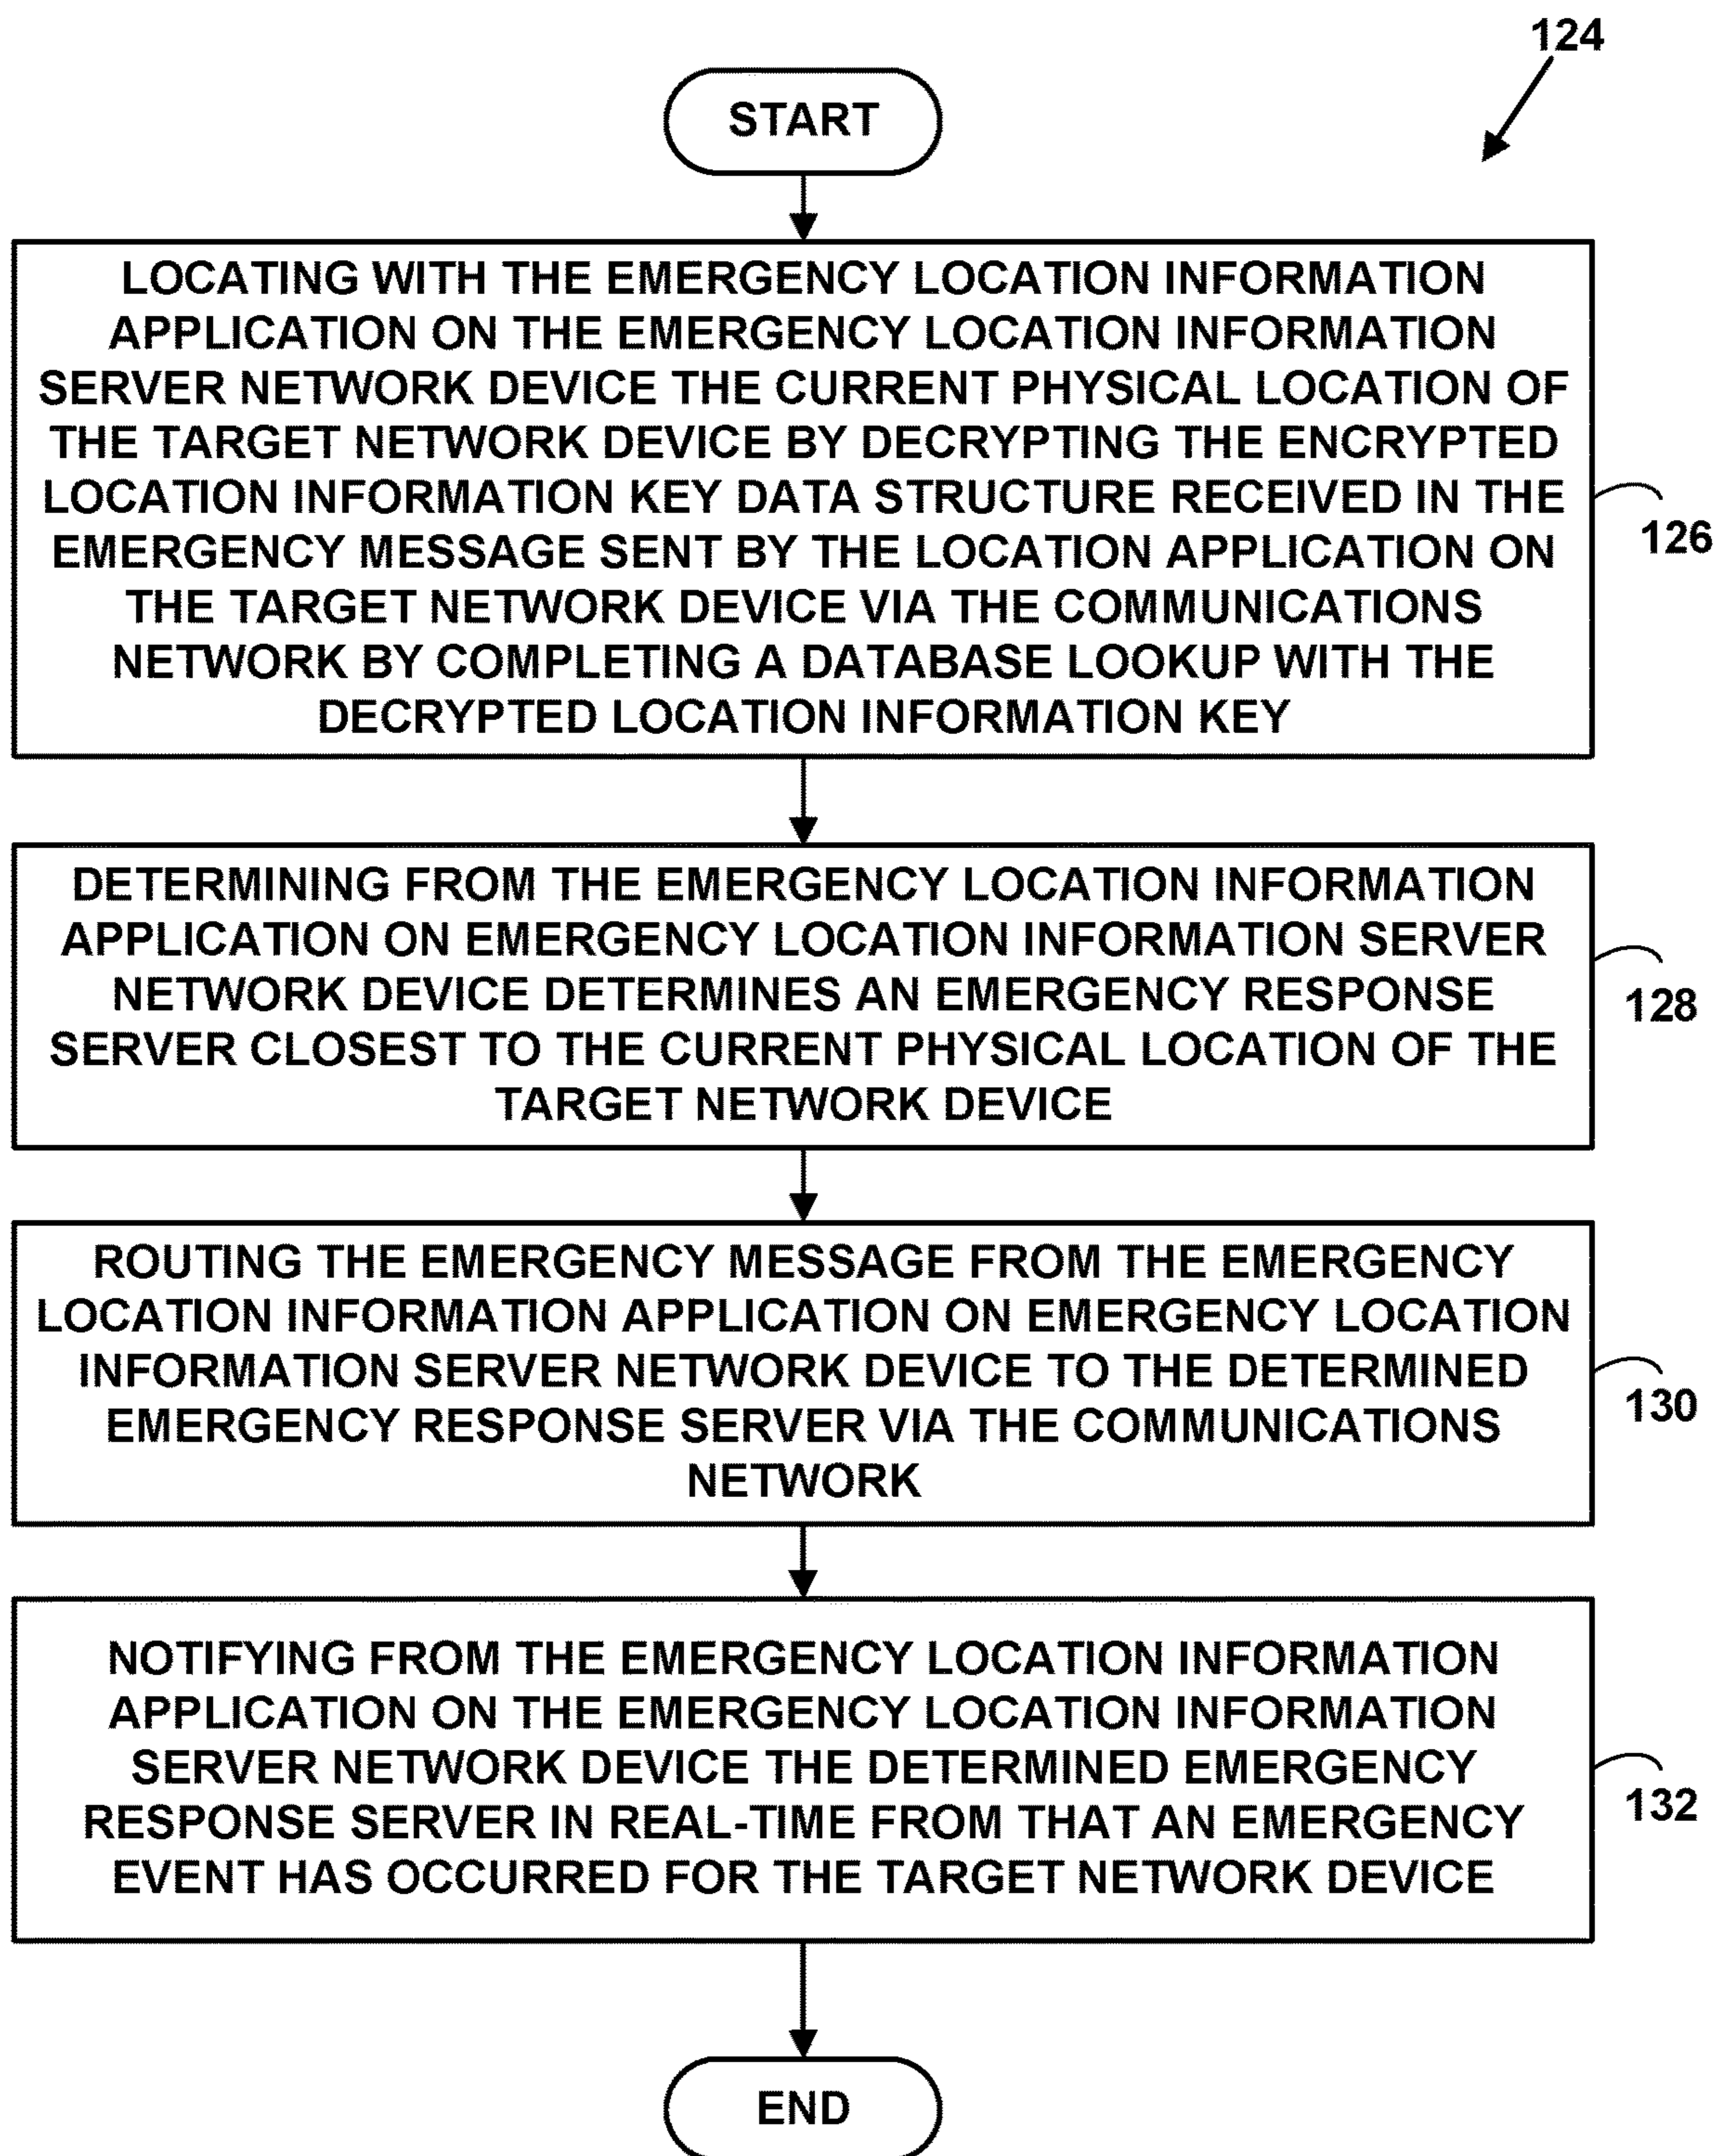 124
START
LOCATING WITH THE EMERGENCY LOCATION INFORMATION
APPLICATION ON THE EMERGENCY LOCATION INFORMATION
SERVER NETWORK DEVICE THE CURRENT PHYSICAL LOCATION OF
THE TARGET NETWORK DEVICE BY DECRYPTING THE ENCRYPTED
LOCATION INFORMATION KEY DATA STRUCTURE RECEIVED IN THE
EMERGENCY MESSAGE SENT BY THE LOCATION APPLICATION ON
THE TARGET NETWORK DEVICE VIA THE COMMUNICATIONS
NETWORK BY COMPLETING A DATABASE LOOKUP WITH THE
DECRYPTED LOCATION INFORMATION KEY
126
DETERMINING FROM THE EMERGENCY LOCATION INFORMATION
APPLICATION ON EMERGENCY LOCATION INFORMATION SERVER
NETWORK DEVICE DETERMINES AN EMERGENCY RESPONSE
SERVER CLOSEST TO THE CURRENT PHYSICAL LOCATION OF THE
TARGET NETWORK DEVICE
128
ROUTING THE EMERGENCY MESSAGE FROM THE EMERGENCY
LOCATION INFORMATION APPLICATION ON EMERGENCY LOCATION
INFORMATION SERVER NETWORK DEVICE TO THE DETERMINED
EMERGENCY RESPONSE SERVER VIA THE COMMUNICATIONS
NETWORK
130
NOTIFYING FROM THE EMERGENCY LOCATION INFORMATION
APPLICATION ON THE EMERGENCY LOCATION INFORMATION
SERVER NETWORK DEVICE THE DETERMINED EMERGENCY
RESPONSE SERVER IN REAL-TIME FROM THAT AN EMERGENCY
EVENT HAS OCCURRED FOR THE TARGET NETWORK DEVICE
132
END